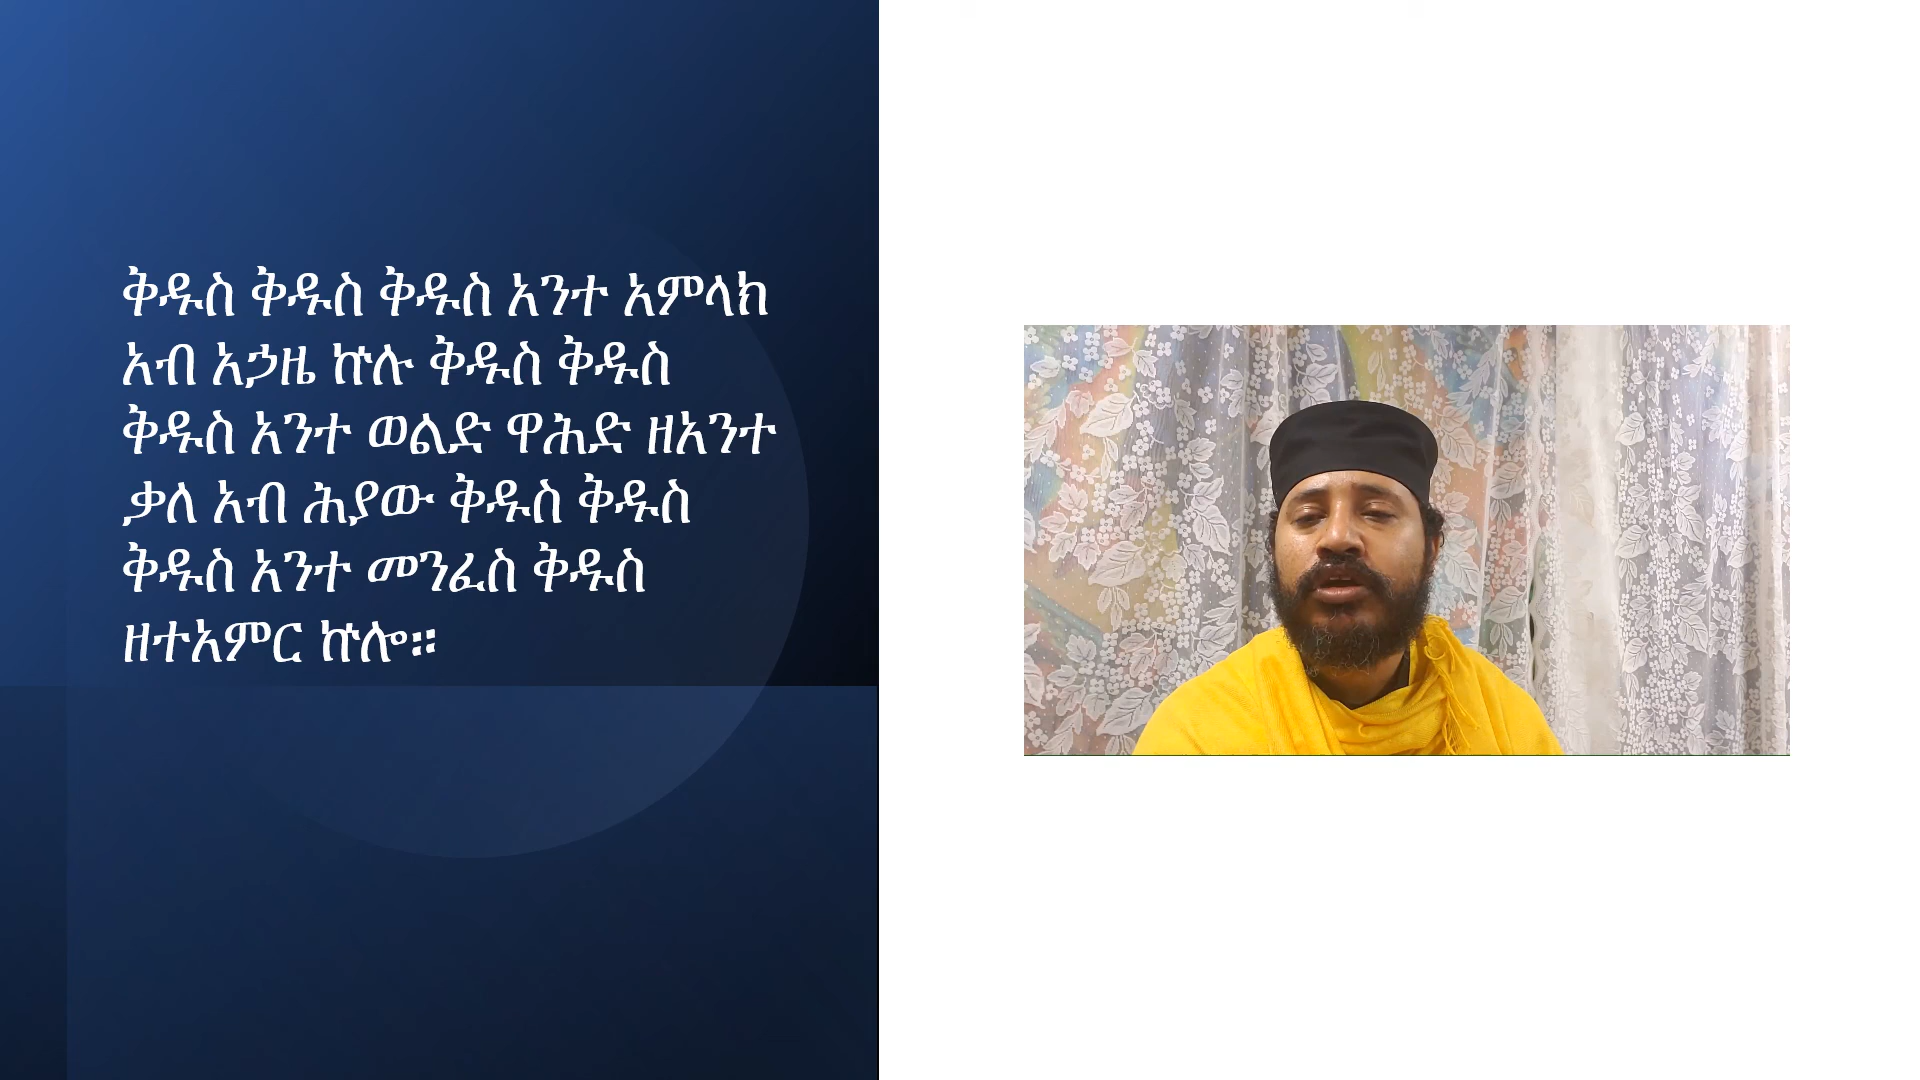 ቅዱስ ቅዱስ ቅዱስ አንተ አምላክ
አብ አኃዜ ኵሉ ቅዱስ ቅዱስ
ቅዱስ አንተ ወልድ ዋሕድ ዘአንተ
ቃለ አብ ሕያው ቅዱስ ቅዱስ
ቅዱስ አንተ መንፈስ ቅዱስ
ዘተአምር ኵሎ።